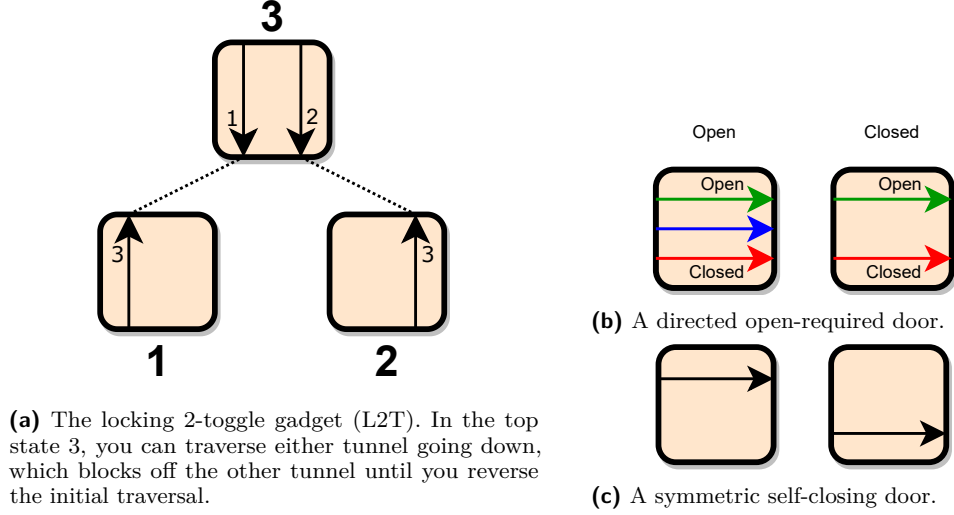 3
1
2
3
3
1
2
(a) The locking 2-toggle gadget (L2T). In the top
state 3, you can traverse either tunnel going down,
which blocks off the other tunnel until you reverse
the initial traversal.
Open
Closed
Open
Open
Closed
Closed
(b) A directed open-required door.
(c) A symmetric self-closing door.